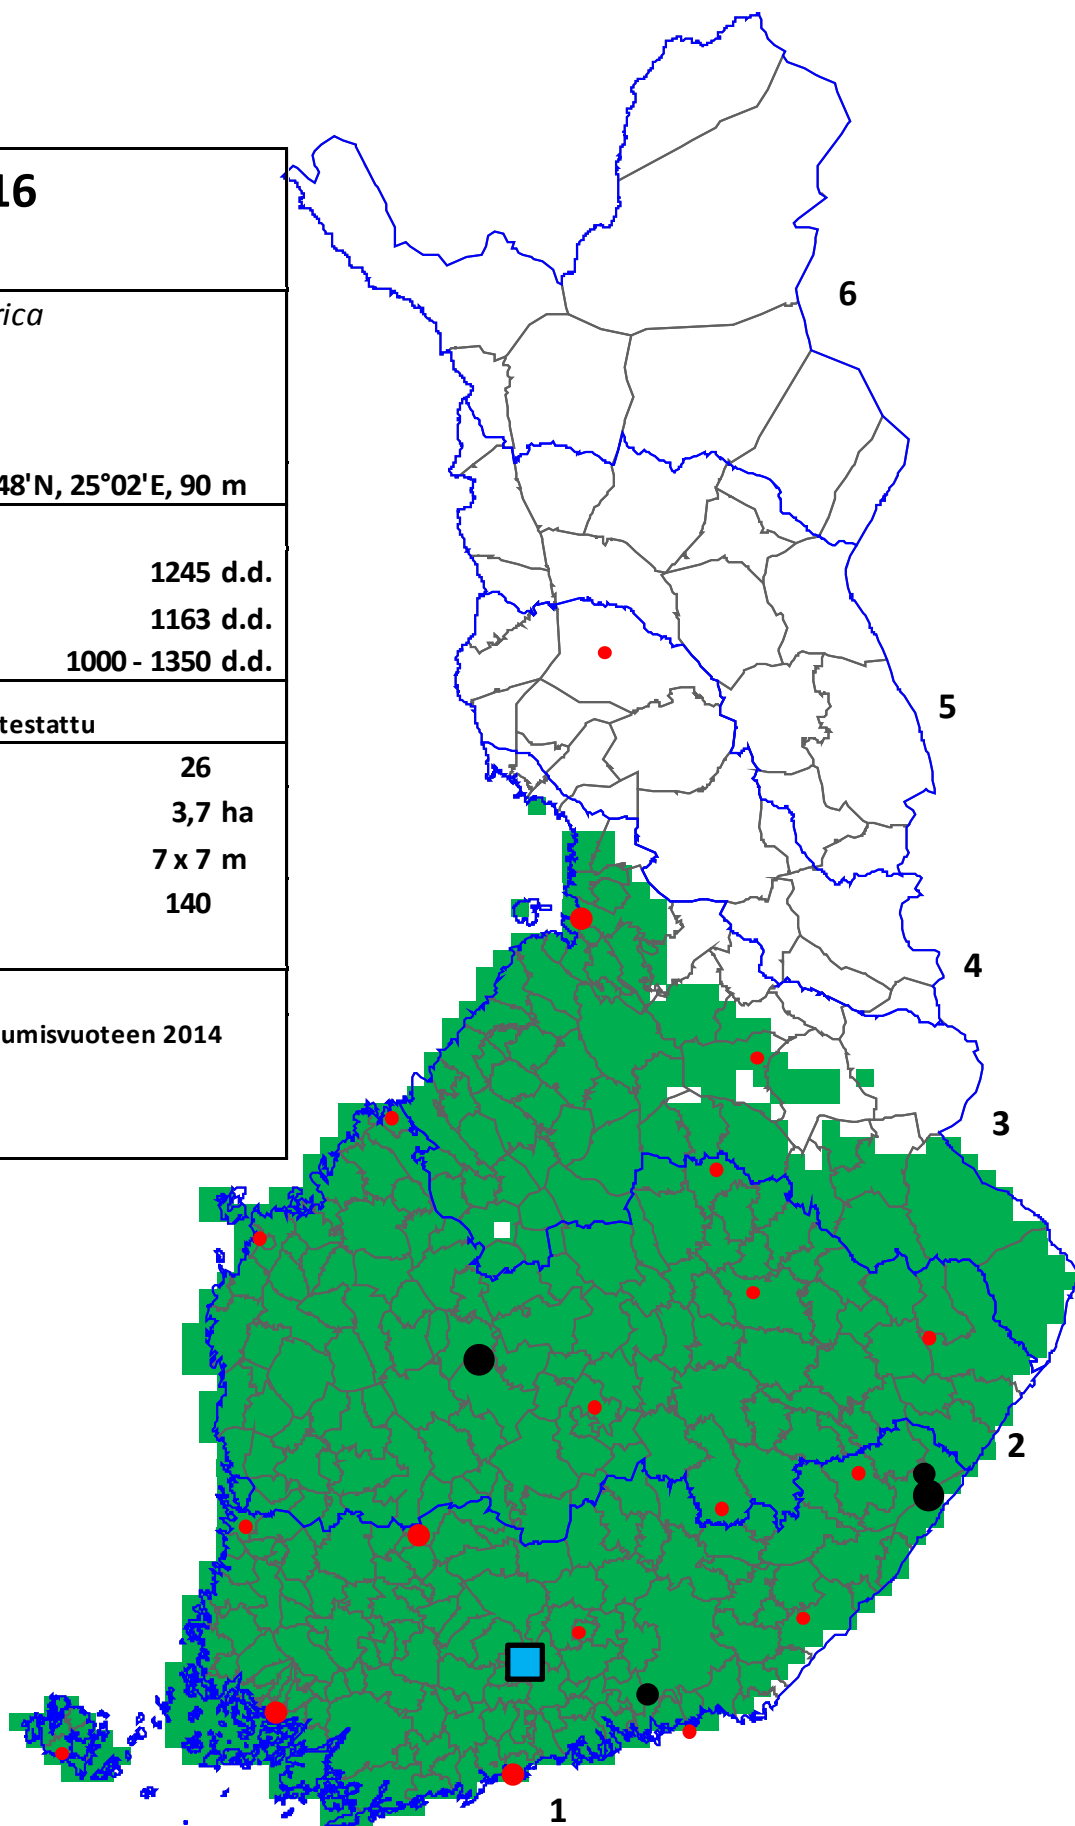 16
rica
48'N, 25°02'E, 90 m
1245 d.d.
1163 d.d.
1000 - 1350 d.d.
testattu
26
3,7 ha
7 x 7 m
140
umisvuoteen 2014
6
5
4
3
2
1